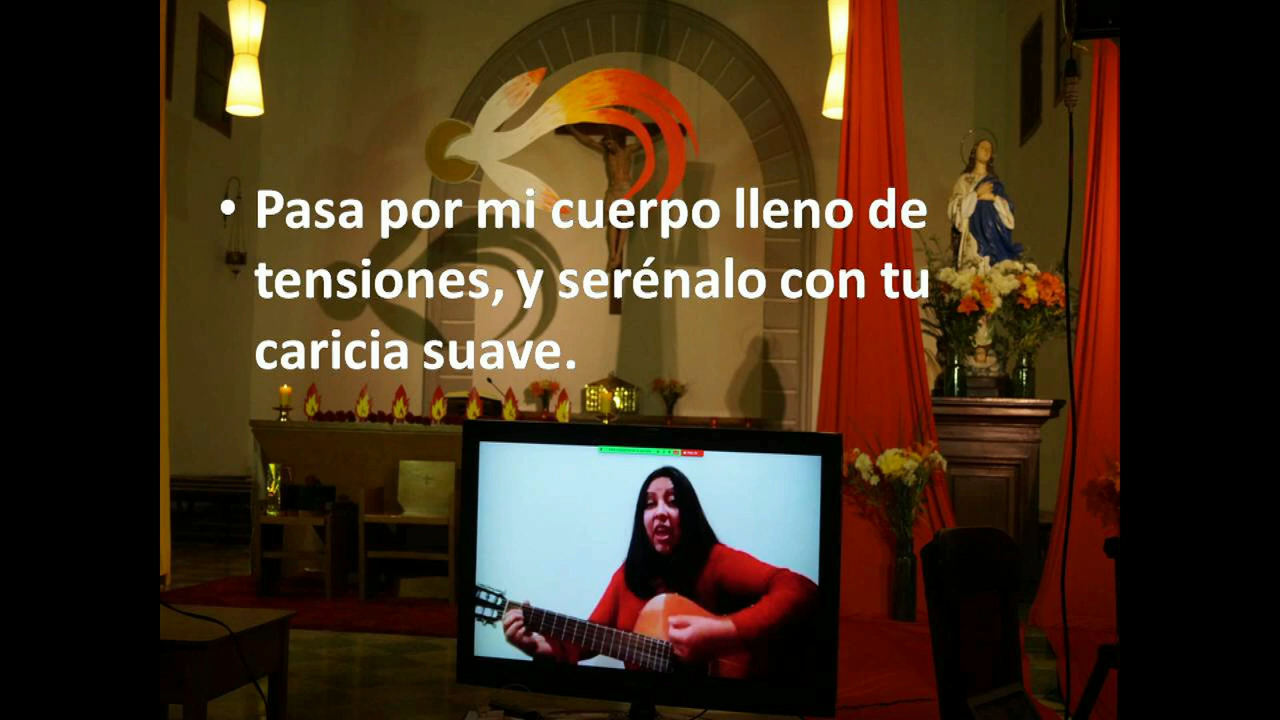 • Pasa por mi cuerpo lleno de
tensiones, y serénalo con tu
caricia suave.